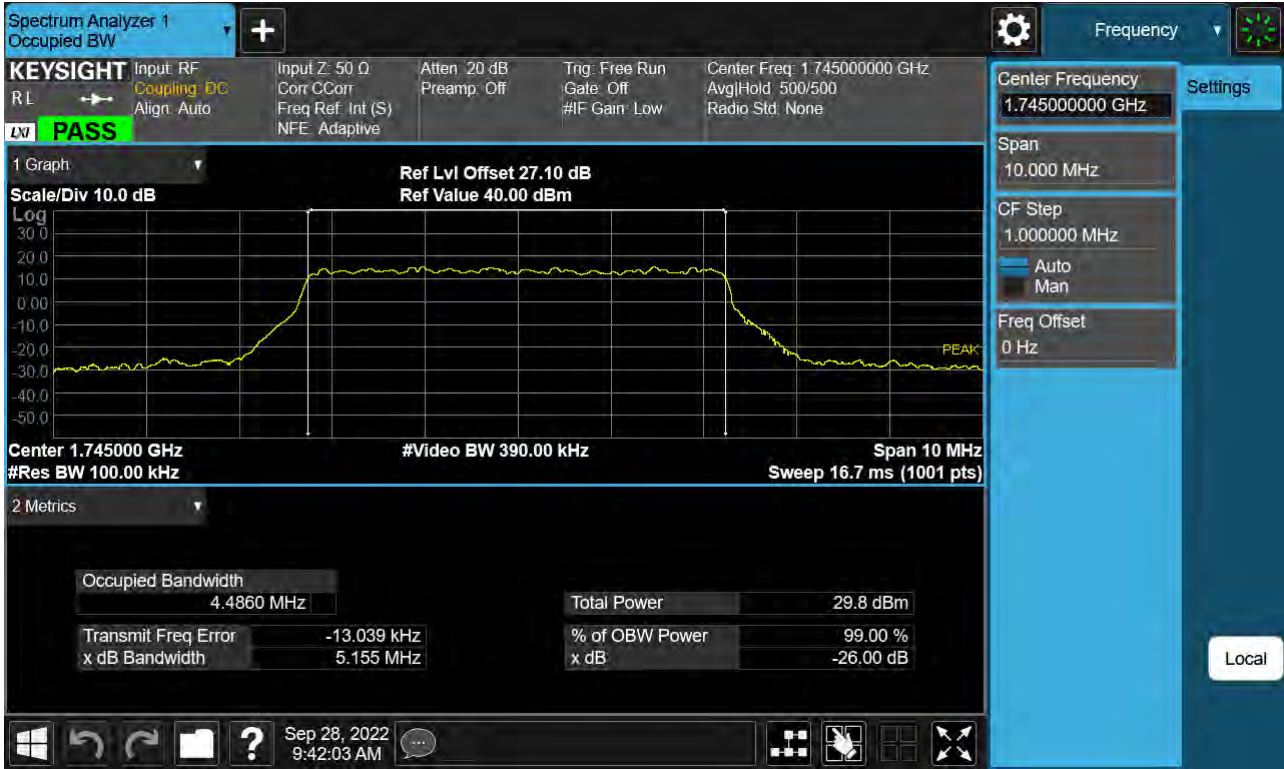 Spectrum Analyzer 1
Occupied BW
+
Frequency
KEYSIGHT
R L
LXI
PASS
Input: RF
Coupling: DC
Align: Auto
Input Z: 50 Ω
Corr CCorr
Freq Ref: Int (S)
NFE: Adaptive
Atten: 20 dB
Preamp: Off
Trig: Free Run
Gate: Off
#IF Gain: Low
Center Freq: 1.745000000 GHz
Avg|Hold: 500/500
Radio Std: None
Center Frequency
1.745000000 GHz
Settings
Span
10.000 MHz
CF Step
1.000000 MHz
Auto
Man
Freq Offset
0 Hz
Local
1 Graph
Scale/Div 10.0 dB
Ref Lvl Offset 27.10 dB
Ref Value 40.00 dBm
Log
30.0
20.0
10.0
0.00
-10.0
-20.0
-30.0
-40.0
-50.0
PEAK
Center 1.745000 GHz
#Video BW 390.00 kHz
Span 10 MHz
#Res BW 100.00 kHz
Sweep 16.7 ms (1001 pts)
2 Metrics
Occupied Bandwidth
4.4860 MHz
Total Power 29.8 dBm
Transmit Freq Error -13.039 kHz
% of OBW Power 99.00 %
x dB Bandwidth 5.155 MHz
x dB -26.00 dB
?
Sep 28, 2022
9:42:03 AM